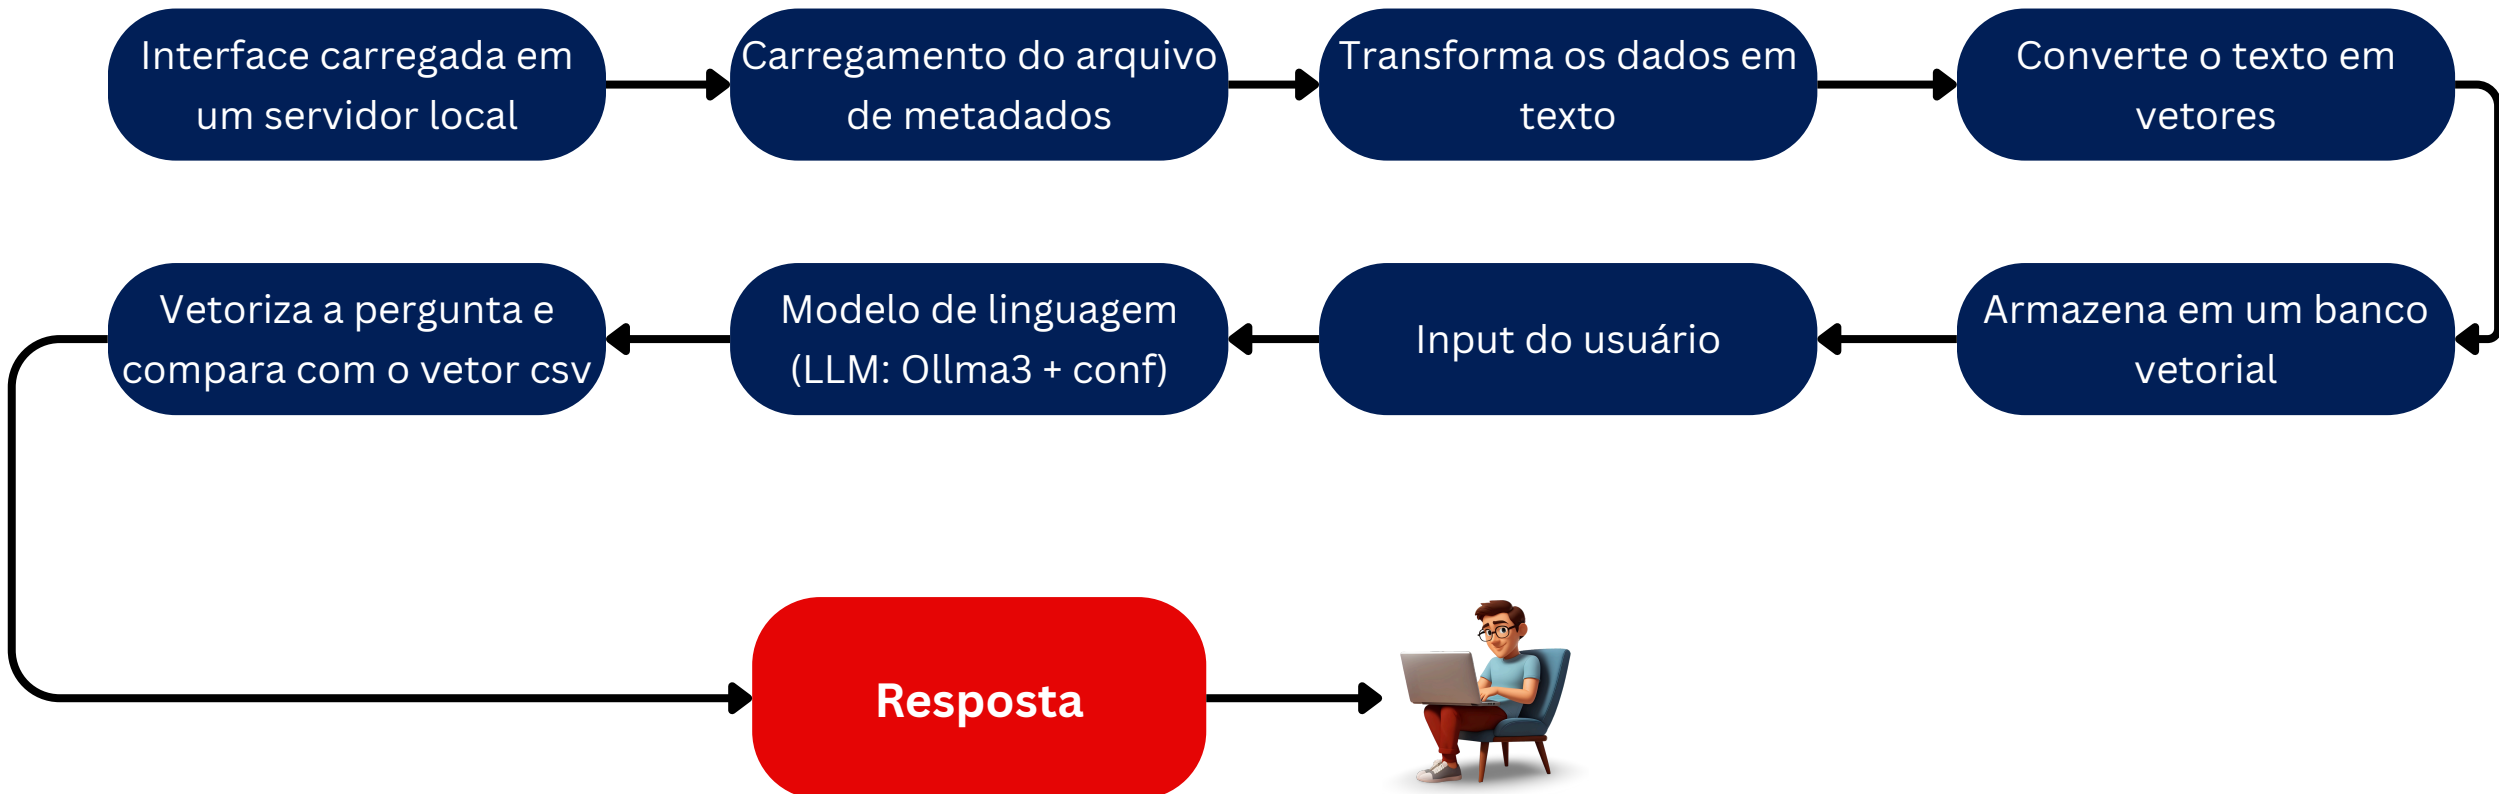 Interface carregada em
um servidor local
Carregamento do arquivo
de metadados
Transforma os dados em
texto
Converte o texto em
vetores
Armazena em um banco
vetorial
Input do usuário
Modelo de linguagem
(LLM: Ollma3 + conf)
Vetoriza a pergunta e
compara com o vetor csv
Resposta